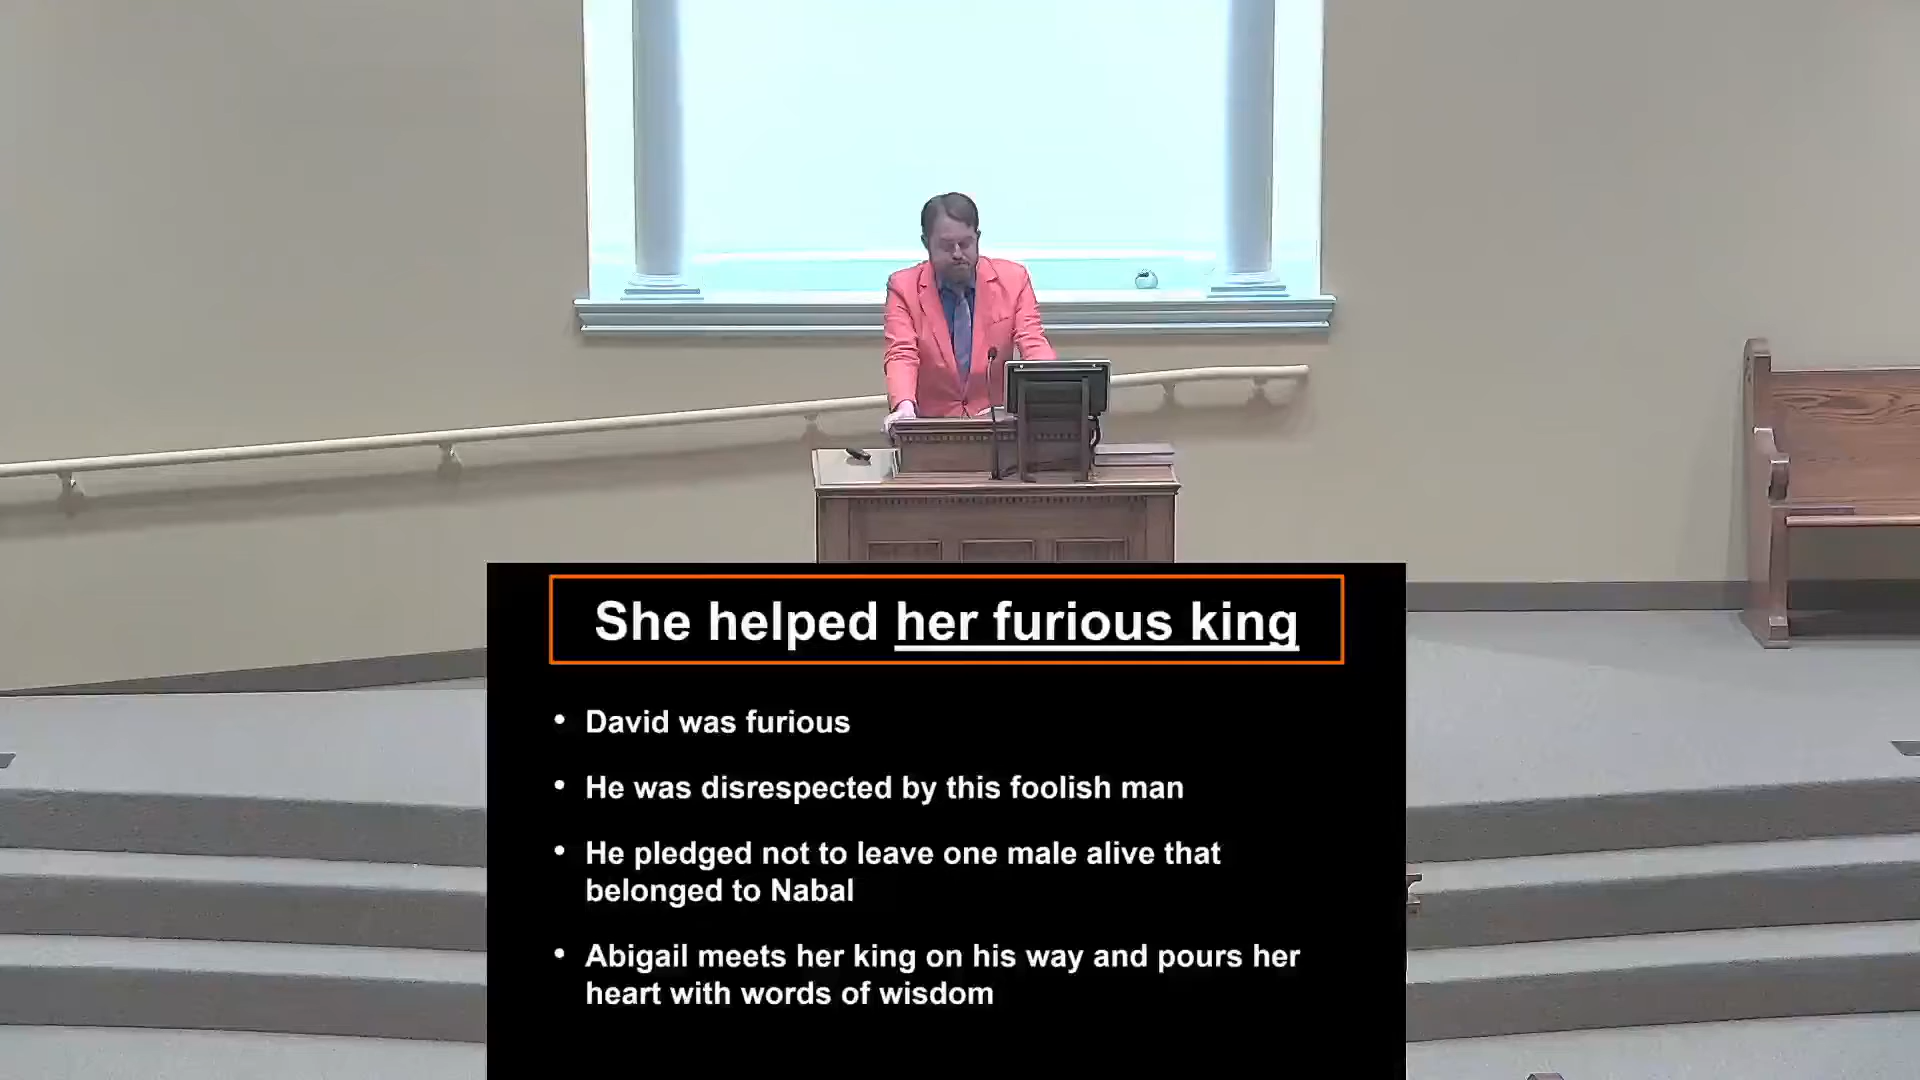 She helped her furious king
• David was furious
• He was disrespected by this foolish man
• He pledged not to leave one male alive that
belonged to Nabal
• Abigail meets her king on his way and pours her
heart with words of wisdom